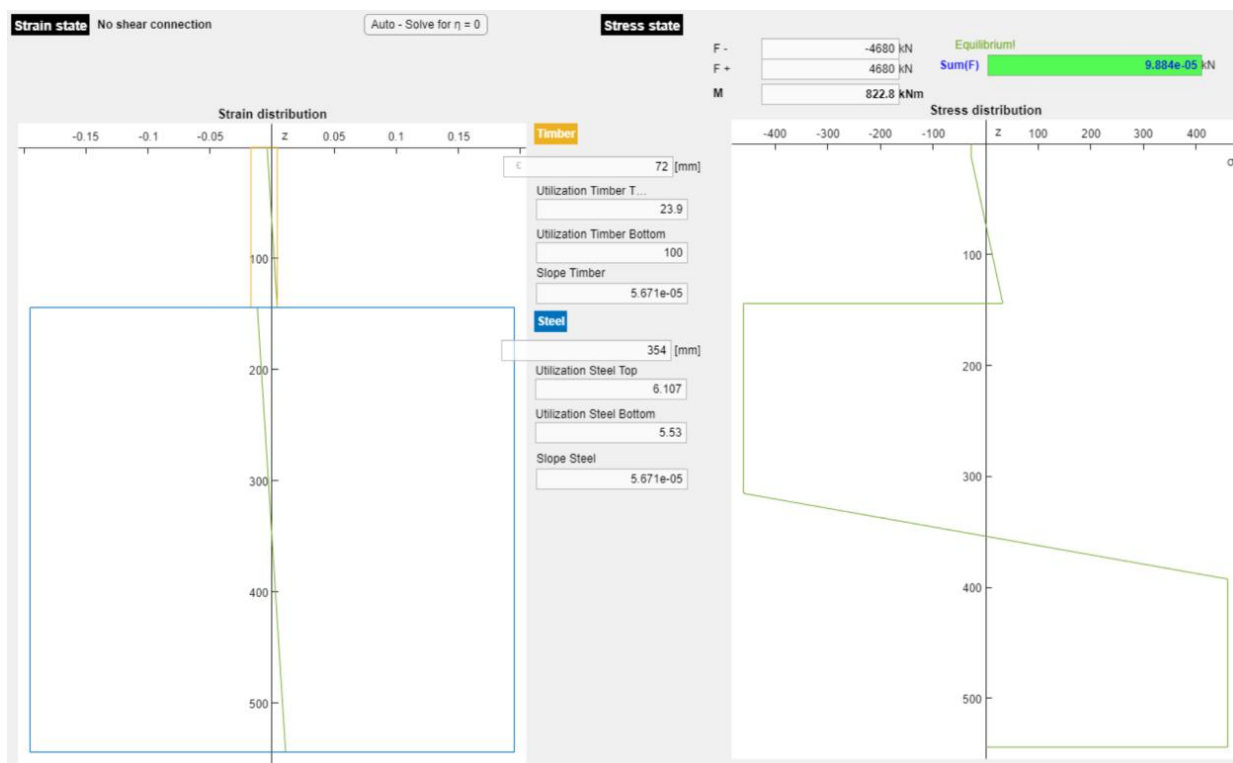 Strain state No shear connection Auto - Solve for η = 0 Stress state
F - -4680 kN Equilibrium!
F + 4680 kN Sum(F) 9.884e-05 kN
M 822.8 kNm
Strain distribution
-0.15 -0.1 -0.05 z 0.05 0.1 0.15
ϵ
100
200
300
400
500
Timber
72 [mm]
Utilization Timber T...
23.9
Utilization Timber Bottom
100
Slope Timber
5.671e-05
Steel
354 [mm]
Utilization Steel Top
6.107
Utilization Steel Bottom
5.53
Slope Steel
5.671e-05
Stress distribution
-400 -300 -200 -100 z 100 200 300 400
σ
100
200
300
400
500